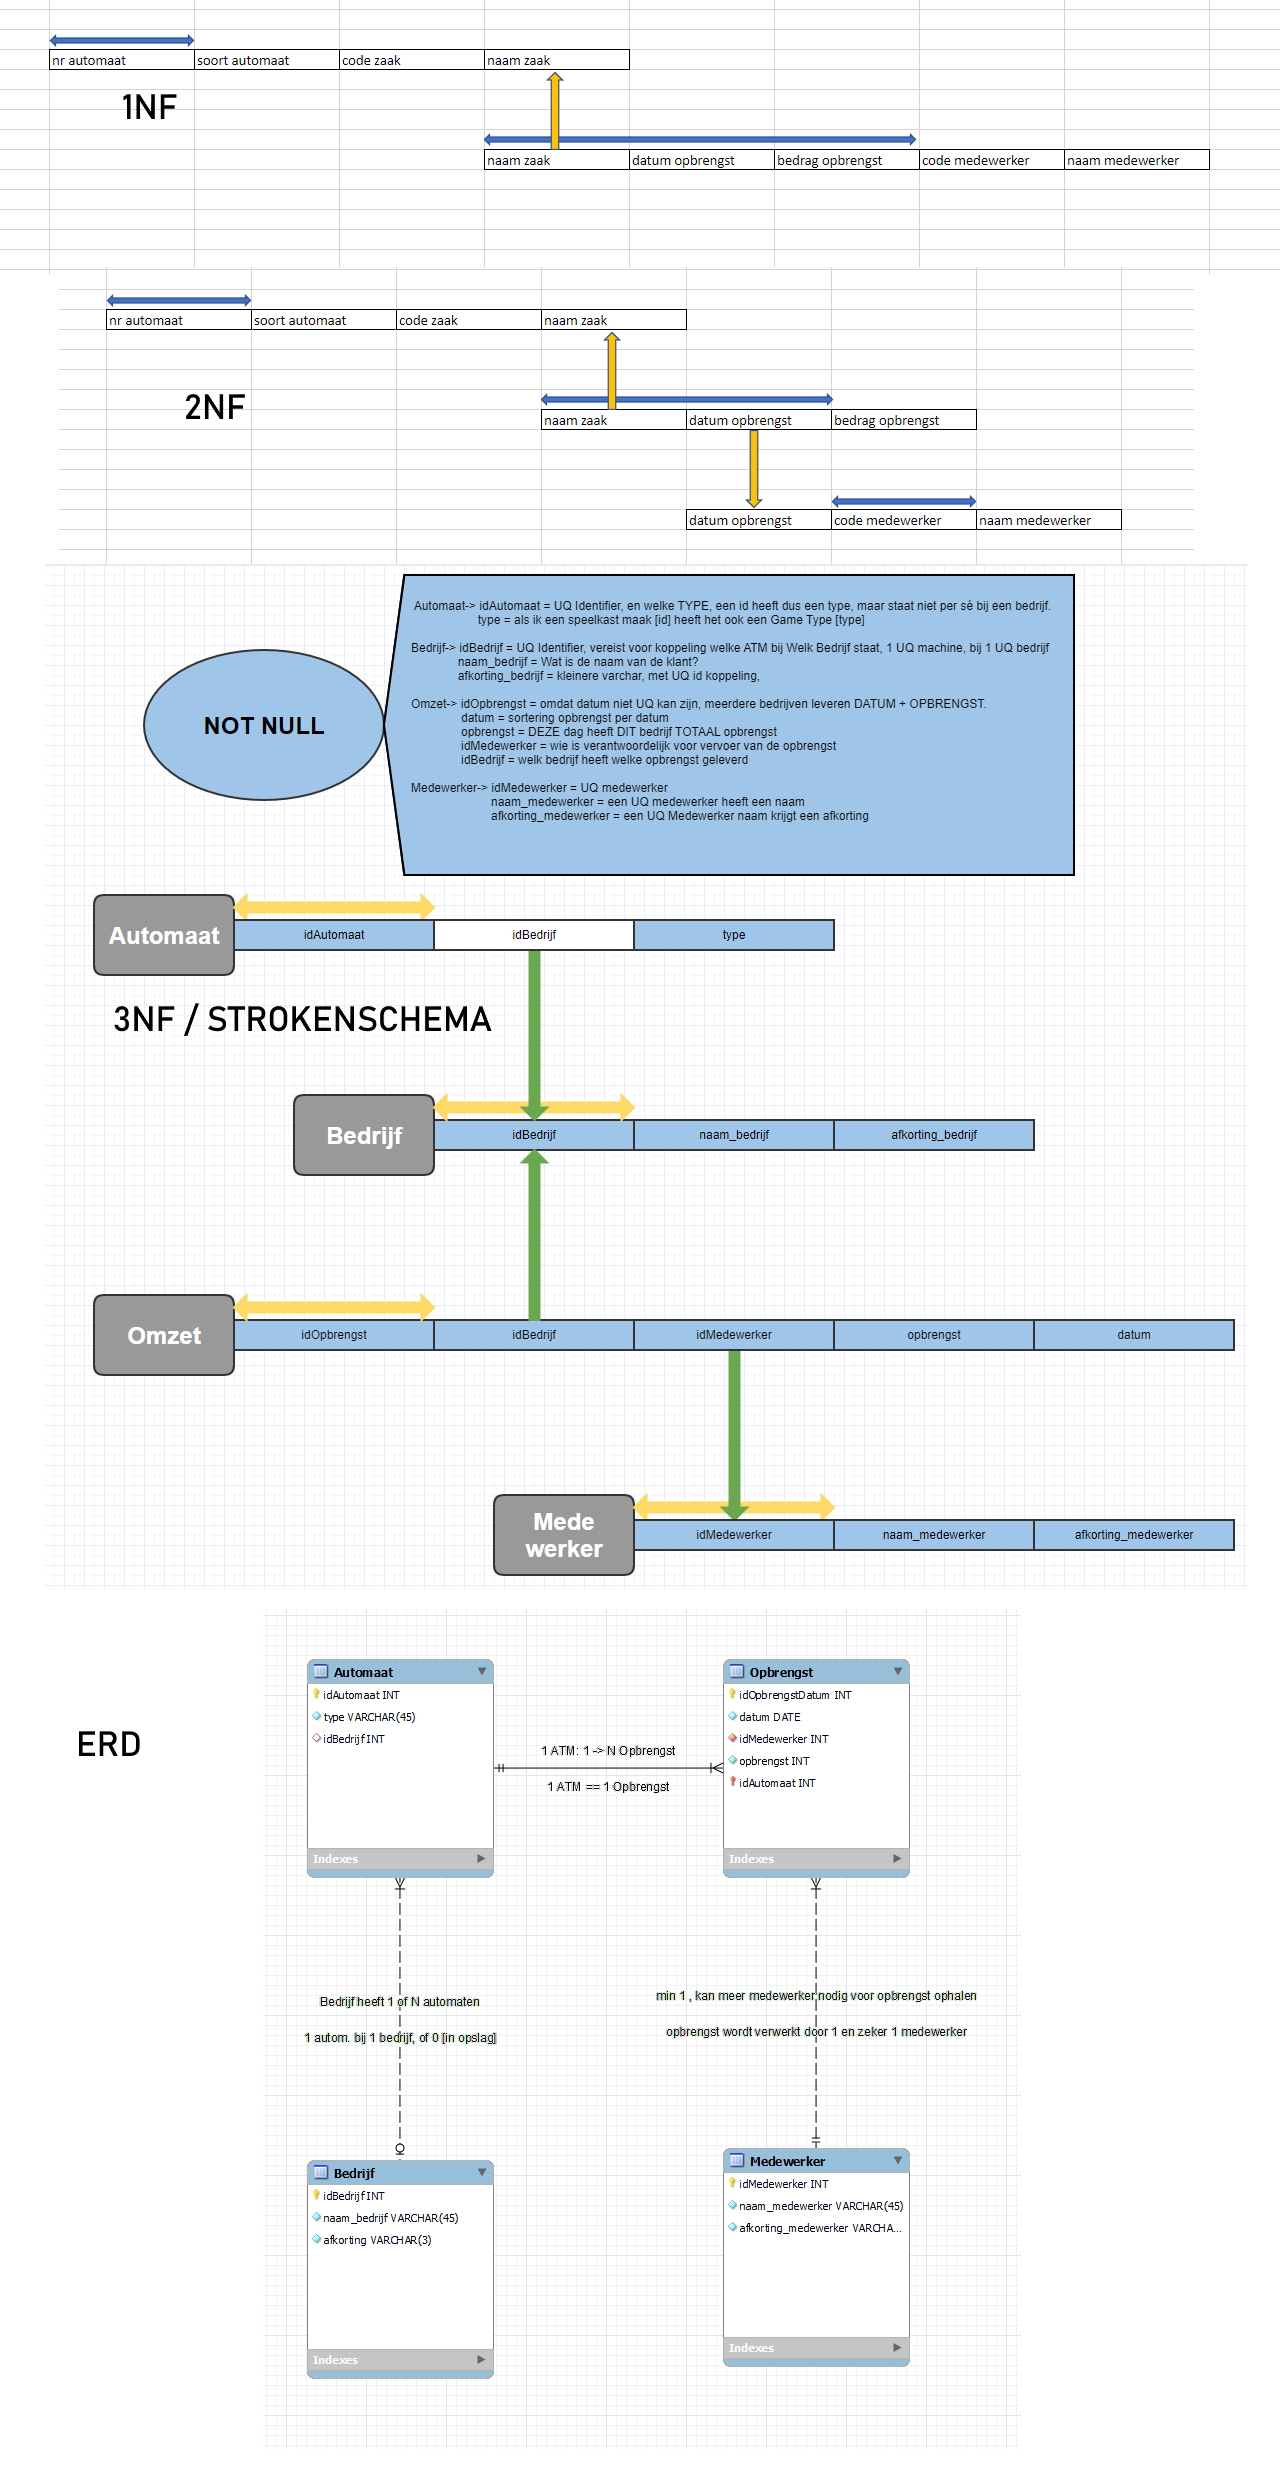 nr automaat soort automaat code zaak naam zaak
1NF
naam zaak datum opbrengst bedrag opbrengst code medewerker naam medewerker
nr automaat soort automaat code zaak naam zaak
2NF
naam zaak datum opbrengst bedrag opbrengst
datum opbrengst code medewerker naam medewerker
NOT NULL
Automaat-> idAutomaat = UQ Identifier, en welke TYPE, een id heeft dus een type, maar staat niet per sé bij een bedrijf.
type = als ik een speelkast maak [id] heeft het ook een Game Type [type]
Bedrijf-> idBedrijf = UQ Identifier, vereist voor koppeling welke ATM bij Welk Bedrijf staat, 1 UQ machine, bij 1 UQ bedrijf
naam_bedrijf = Wat is de naam van de klant?
afkorting_bedrijf = kleinere varchar, met UQ id koppeling,
Omzet-> idOpbrengst = omdat datum niet UQ kan zijn, meerdere bedrijven leveren DATUM + OPBRENGST.
datum = sortering opbrengst per datum
opbrengst = DEZE dag heeft DIT bedrijf TOTAAL opbrengst
idMedewerker = wie is verantwoordelijk voor vervoer van de opbrengst
idBedrijf = welk bedrijf heeft welke opbrengst geleverd
Medewerker-> idMedewerker = UQ medewerker
naam_medewerker = een UQ medewerker heeft een naam
afkorting_medewerker = een UQ Medewerker naam krijgt een afkorting
Automaat
idAutomaat idBedrijf type
3NF / STROKENSCHEMA
Bedrijf
idBedrijf naam_bedrijf afkorting_bedrijf
Omzet
idOpbrengst idBedrijf idMedewerker opbrengst datum
Mede
werker
idMedewerker naam_medewerker afkorting_medewerker
ERD
Automaat
idAutomaat INT
type VARCHAR(45)
idBedrijf INT
Indexes
1 ATM: 1 -> N Opbrengst
1 ATM == 1 Opbrengst
Opbrengst
idOpbrengstDatum INT
datum DATE
idMedewerker INT
opbrengst INT
idAutomaat INT
Indexes
Bedrijf heeft 1 of N automaten
1 autom. bij 1 bedrijf, of 0 [in opslag]
min 1 , kan meer medewerker nodig voor opbrengst ophalen
opbrengst wordt verwerkt door 1 en zeker 1 medewerker
Bedrijf
idBedrijf INT
naam_bedrijf VARCHAR(45)
afkorting VARCHAR(3)
Indexes
Medewerker
idMedewerker INT
naam_medewerker VARCHAR(45)
afkorting_medewerker VARCHA...
Indexes